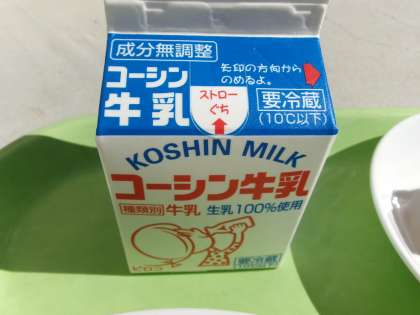 成分無調整
コーシン
牛乳
ストロー
ぐち
矢印の方向から
のめるよ。
要冷蔵
(10℃以下)
KOSHIN MILK
コーシン牛乳
種類別 牛乳 生乳100%使用
要冷蔵